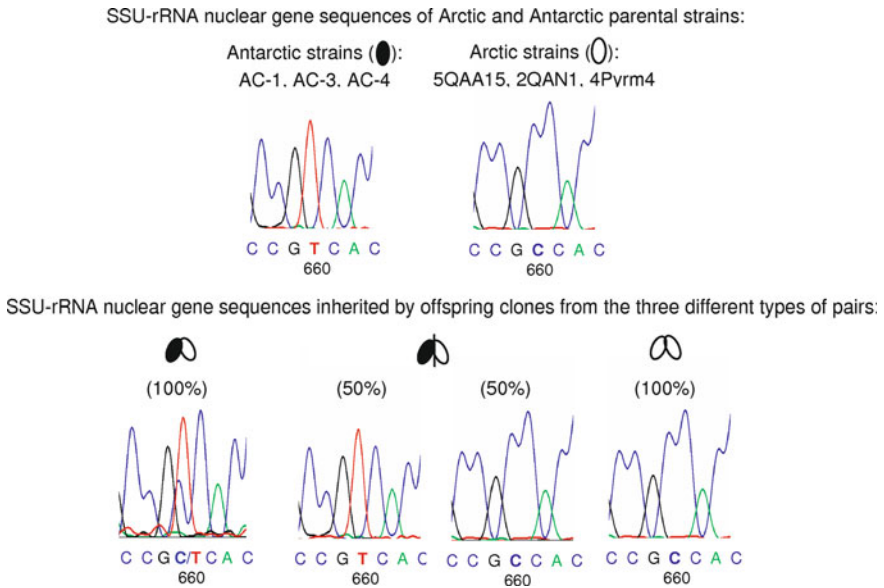 SSU-rRNA nuclear gene sequences of Arctic and Antarctic parental strains:
Antarctic strains ( ): Arctic strains ( ):
AC-1, AC-3, AC-4 5QAA15, 2QAN1, 4Pyrm4
C C G T C A C C C G C C A C
660 660
SSU-rRNA nuclear gene sequences inherited by offspring clones from the three different types of pairs:
(100%) (50%) (50%) (100%)
C C G C/T C A C C C G T C A C C C G C C A C C C G C C A C
660 660 660 660